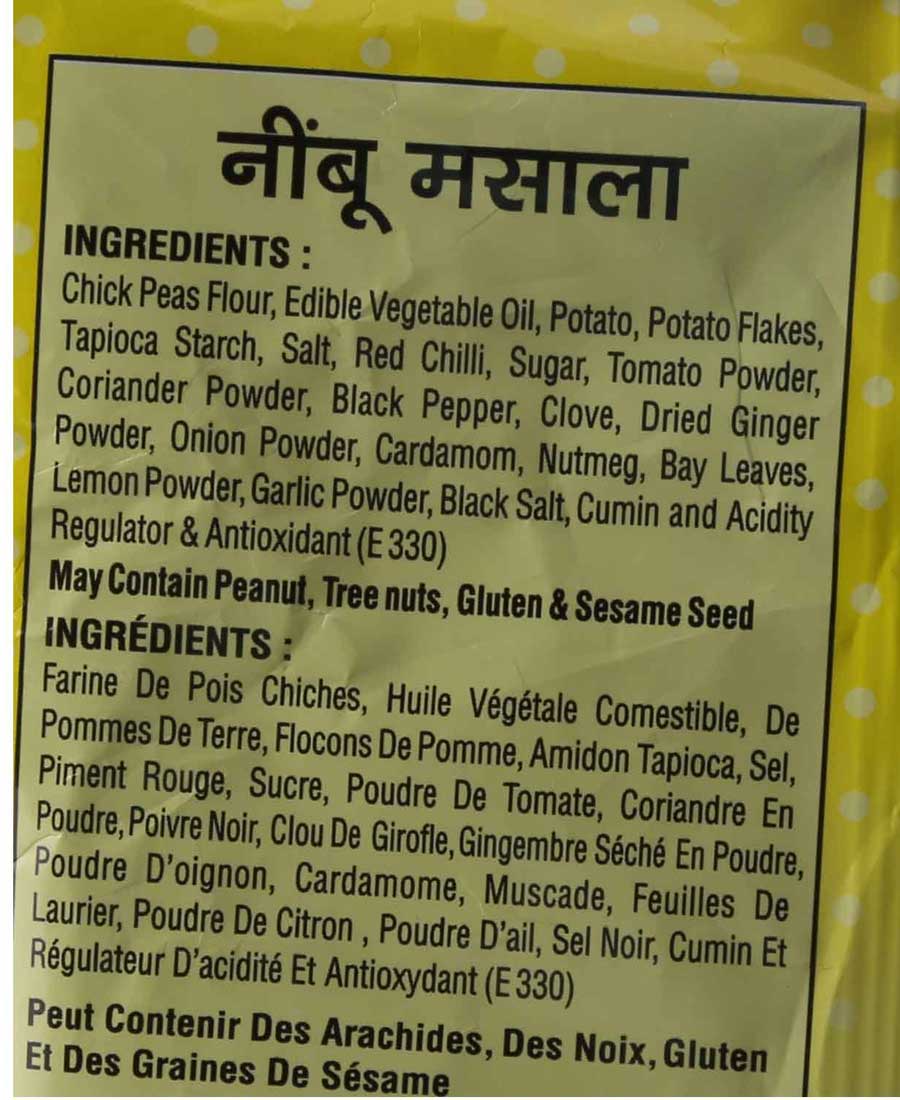 नींबू मसाला
INGREDIENTS :
Chick Peas Flour, Edible Vegetable Oil, Potato, Potato Flakes,
Tapioca Starch, Salt, Red Chilli, Sugar, Tomato Powder,
Coriander Powder, Black Pepper, Clove, Dried Ginger
Powder, Onion Powder, Cardamom, Nutmeg, Bay Leaves,
Lemon Powder, Garlic Powder, Black Salt, Cumin and Acidity
Regulator & Antioxidant (E 330)
May Contain Peanut, Tree nuts, Gluten & Sesame Seed
INGRÉDIENTS :
Farine De Pois Chiches, Huile Végétale Comestible, De
Pommes De Terre, Flocons De Pomme, Amidon Tapioca, Sel,
Piment Rouge, Sucre, Poudre De Tomate, Coriandre En
Poudre, Poivre Noir, Clou De Girofle, Gingembre Séché En Poudre,
Poudre D'oignon, Cardamome, Muscade, Feuilles De
Laurier, Poudre De Citron , Poudre D'ail, Sel Noir, Cumin Et
Régulateur D'acidité Et Antioxydant (E 330)
Peut Contenir Des Arachides, Des Noix, Gluten
Et Des Graines De Sésame